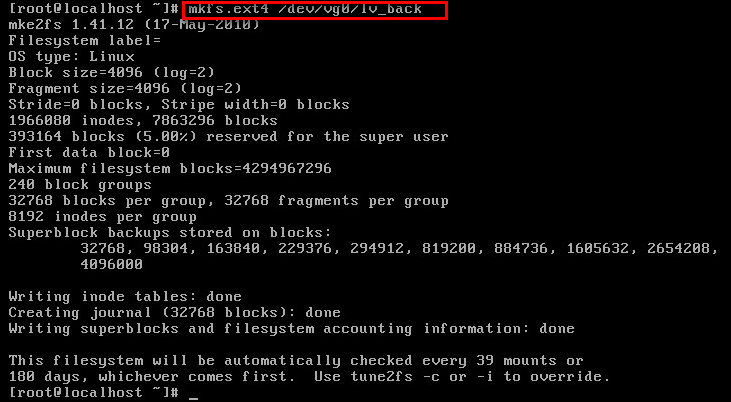 [root@localhost ~]# mkfs.ext4 /dev/vg0/lv_back
mke2fs 1.41.12 (17-May-2010)
Filesystem label=
OS type: Linux
Block size=4096 (log=2)
Fragment size=4096 (log=2)
Stride=0 blocks, Stripe width=0 blocks
1966080 inodes, 7863296 blocks
393164 blocks (5.00%) reserved for the super user
First data block=0
Maximum filesystem blocks=4294967296
240 block groups
32768 blocks per group, 32768 fragments per group
8192 inodes per group
Superblock backups stored on blocks:
32768, 98304, 163840, 229376, 294912, 819200, 884736, 1605632, 2654208,
4096000
Writing inode tables: done
Creating journal (32768 blocks): done
Writing superblocks and filesystem accounting information: done
This filesystem will be automatically checked every 39 mounts or
180 days, whichever comes first.  Use tune2fs -c or -i to override.
[root@localhost ~]# _